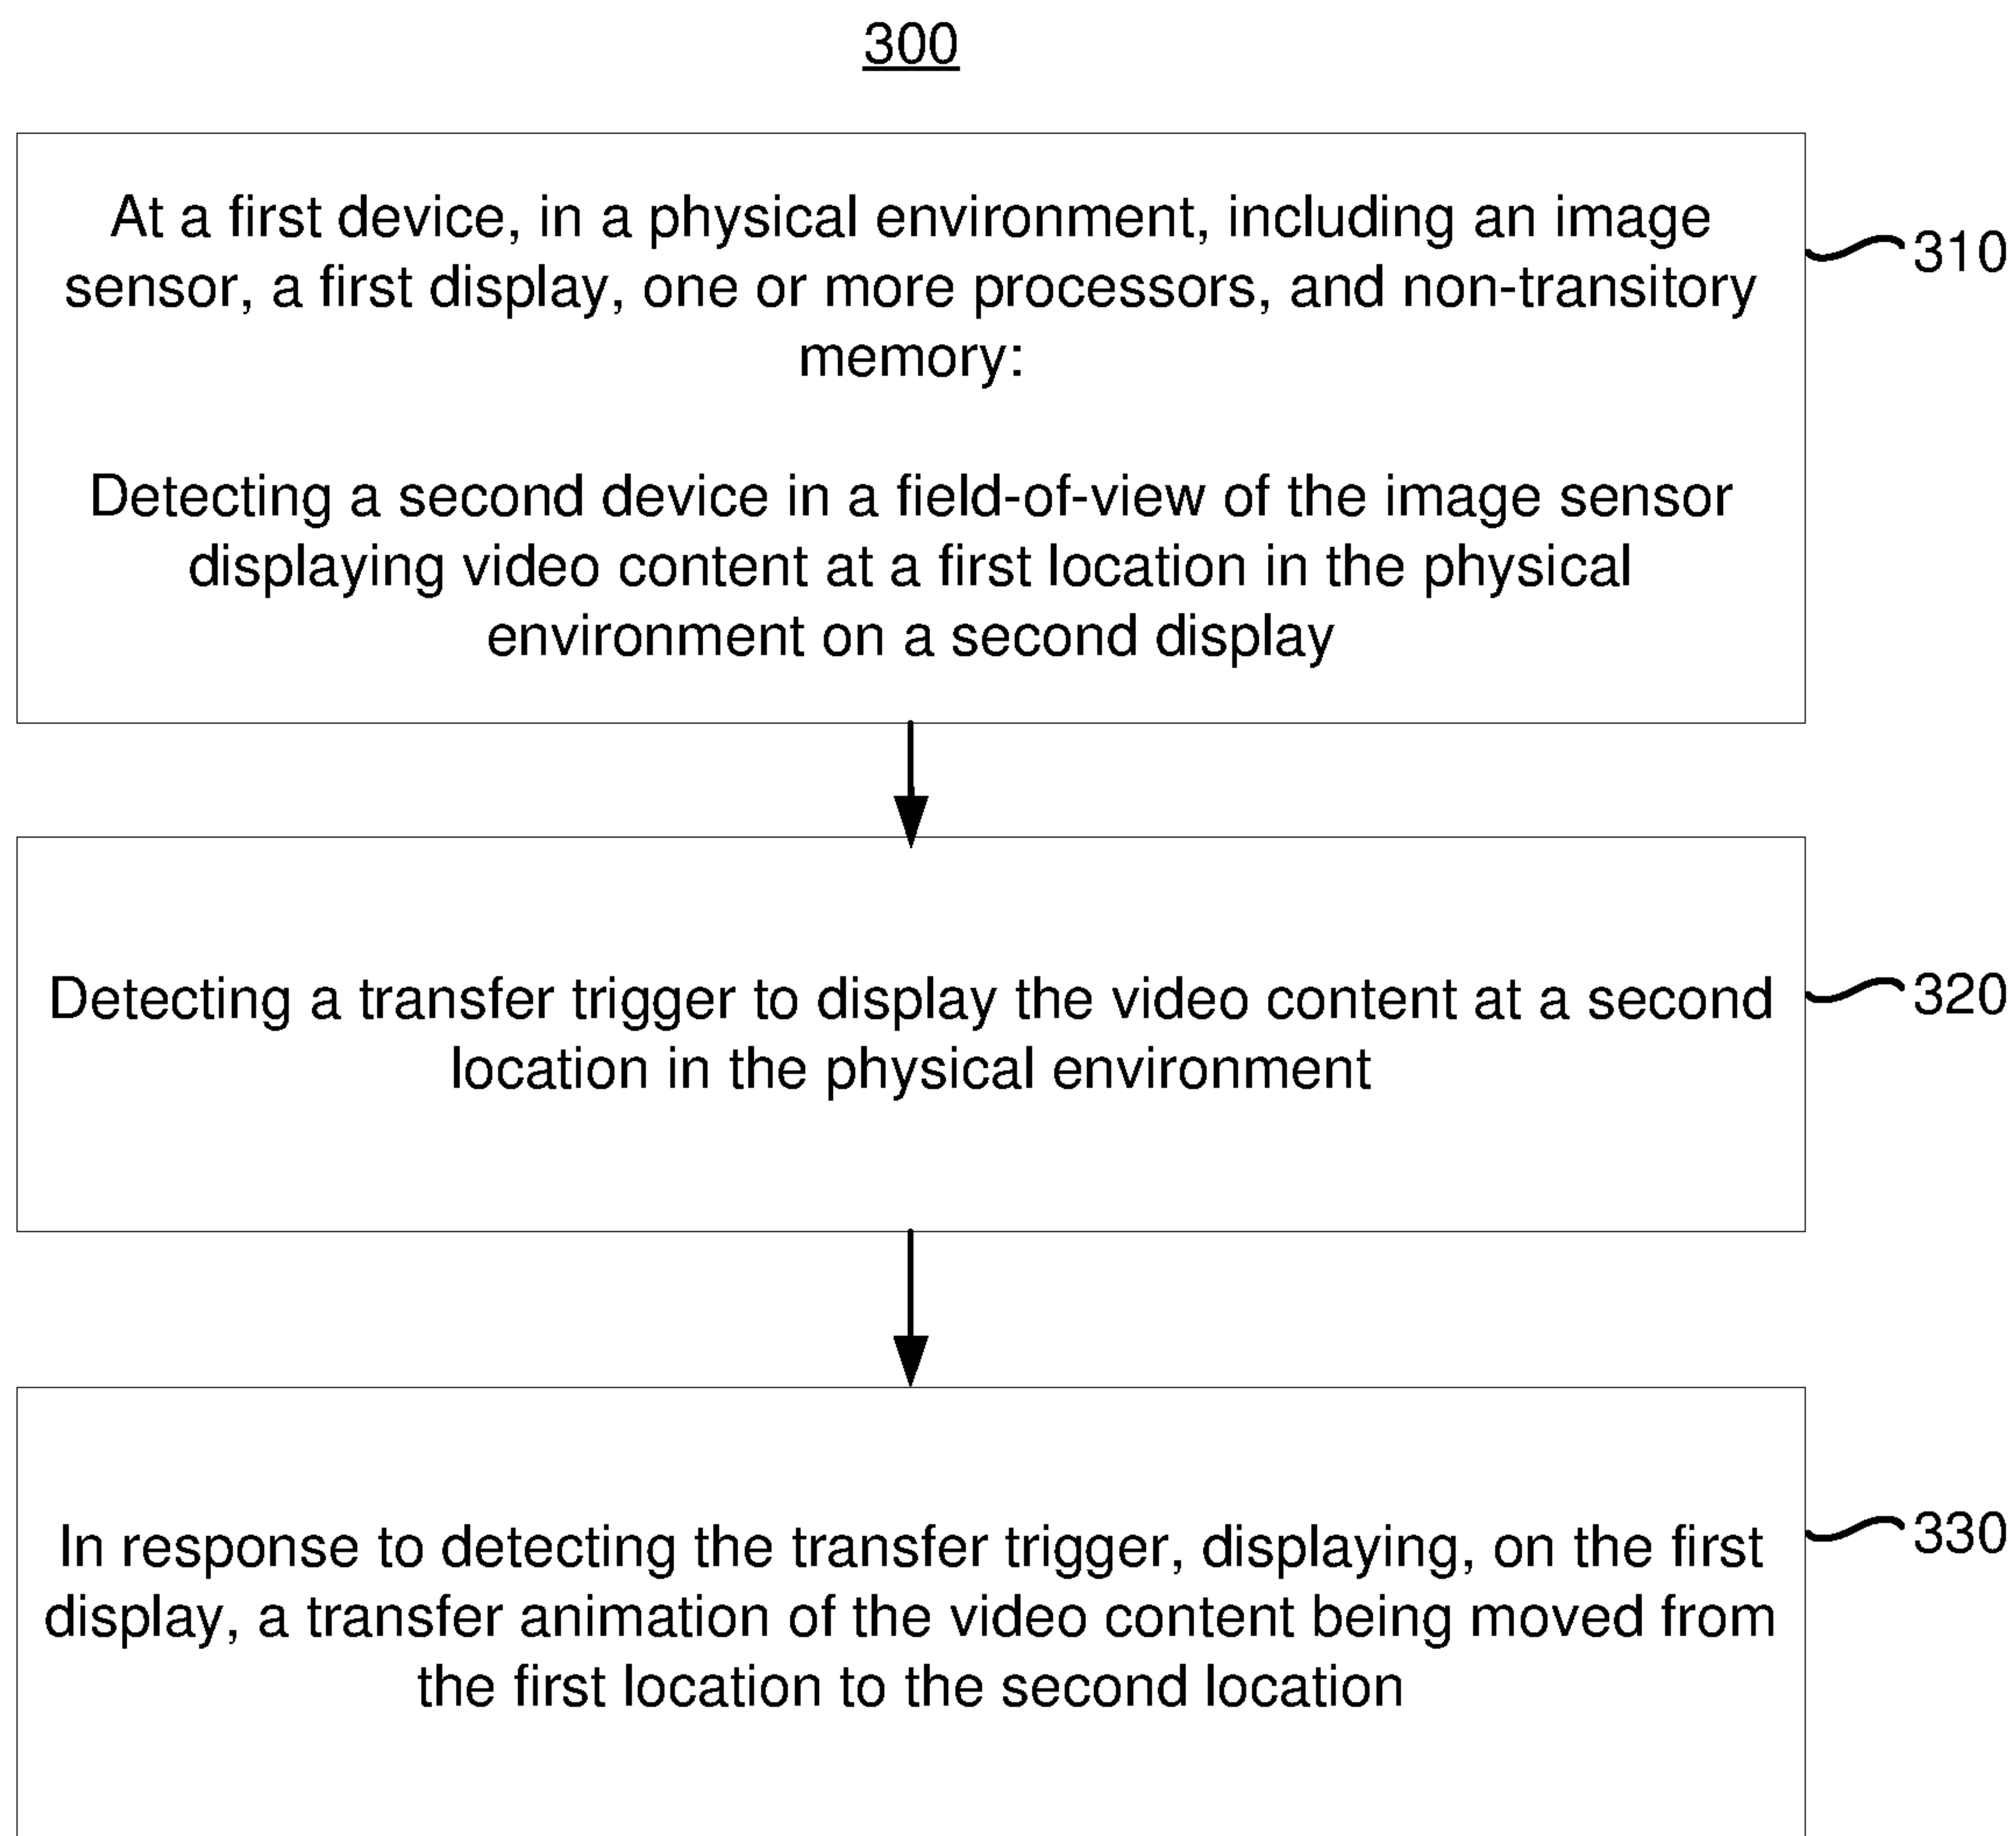 300
At a first device, in a physical environment, including an image
sensor, a first display, one or more processors, and non-transitory
memory:
Detecting a second device in a field-of-view of the image sensor
displaying video content at a first location in the physical
environment on a second display
310
Detecting a transfer trigger to display the video content at a second
location in the physical environment
320
In response to detecting the transfer trigger, displaying, on the first
display, a transfer animation of the video content being moved from
the first location to the second location
330